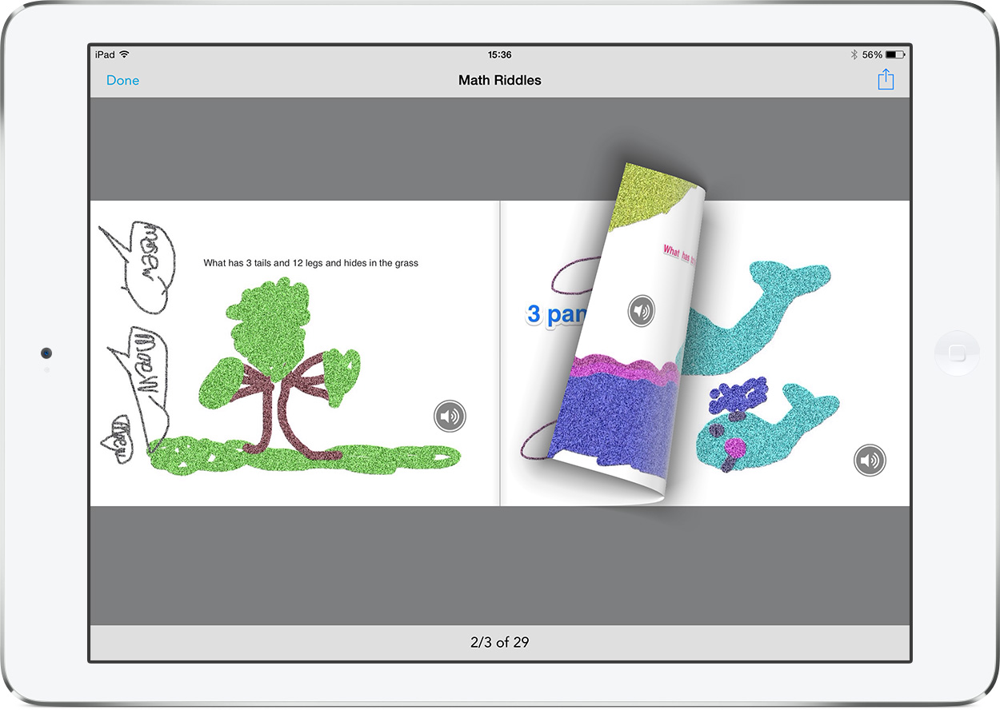 iPad
15:36
56%
Done
Math Riddles
What has 3 tails and 12 legs and hides in the grass
mew
What has
3 pan
2/3 of 29